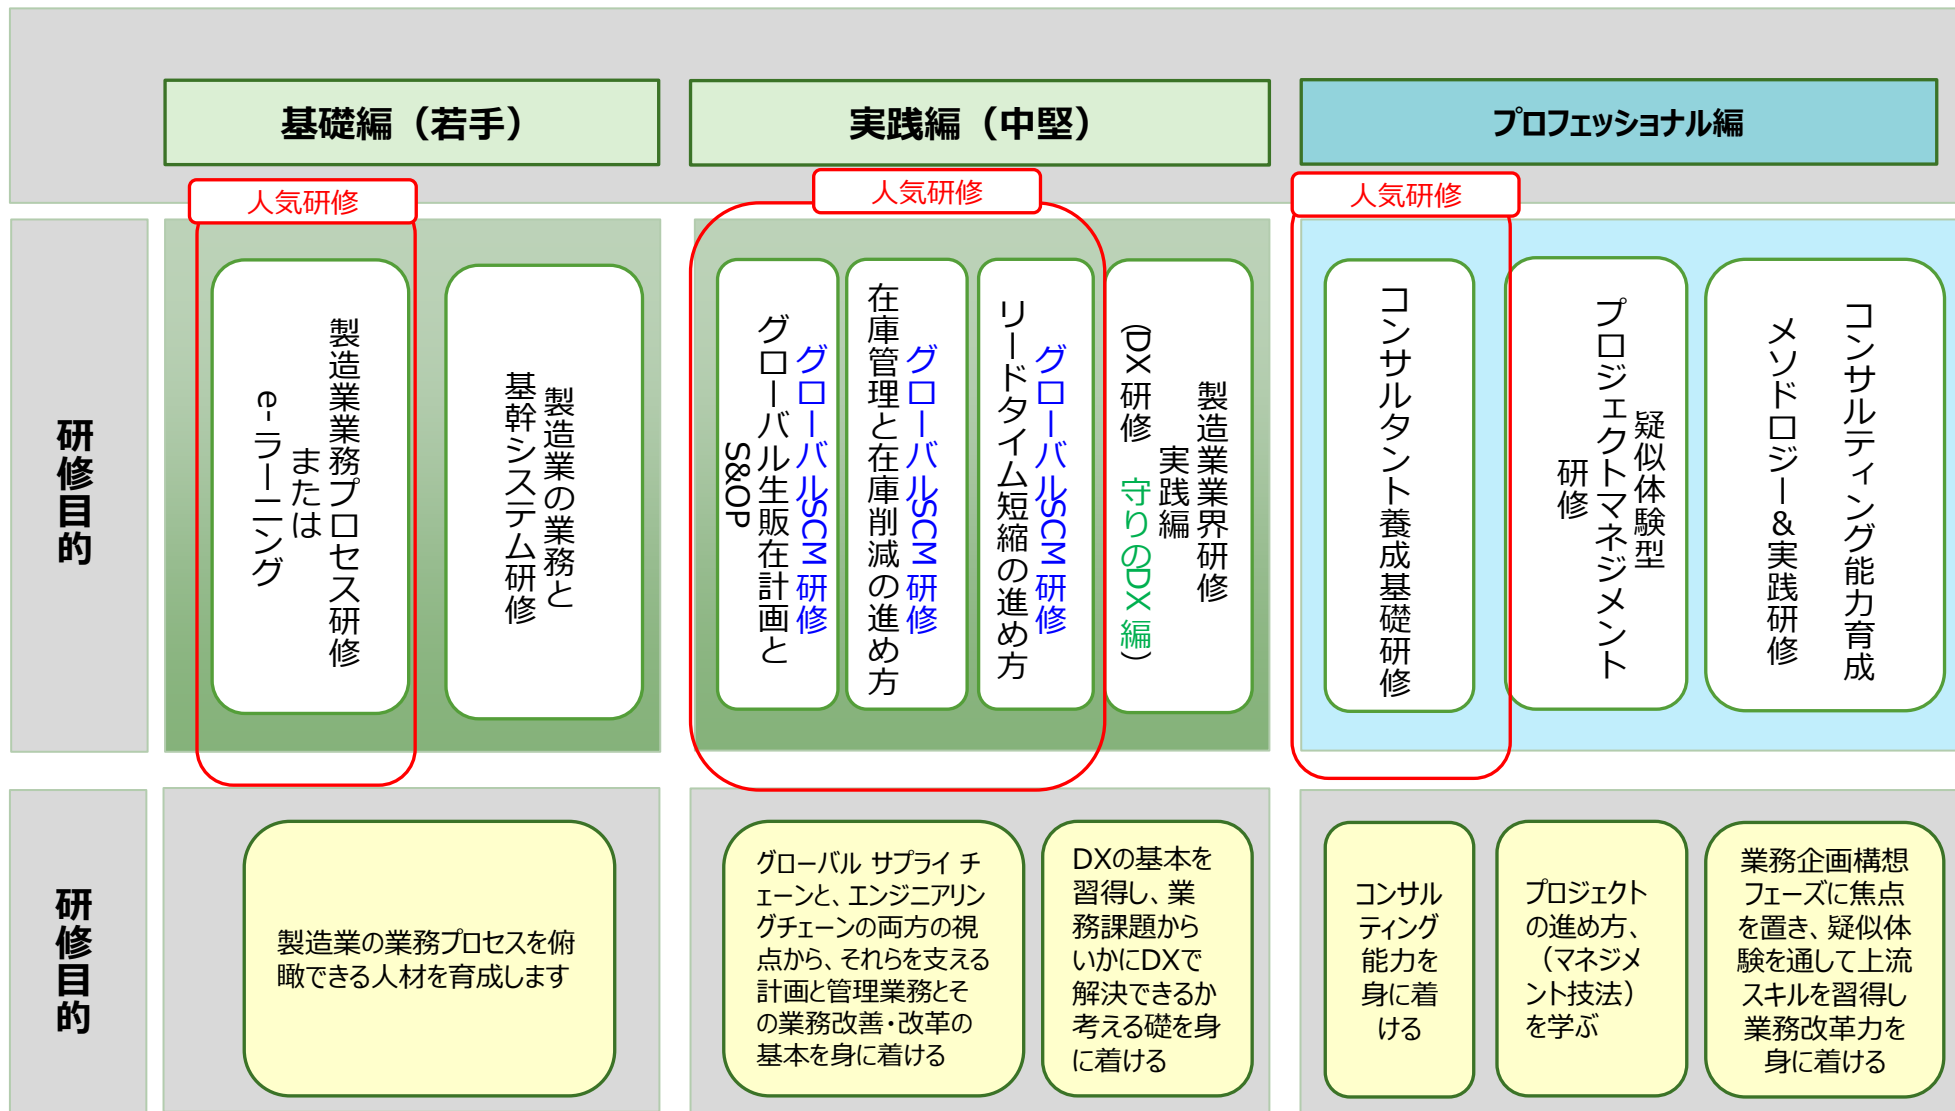 基礎編（若手）
実践編（中堅）
プロフェッショナル編
人気研修
人気研修
人気研修
研修目的
製造業業務プロセス研修
または
e-ラーニング
製造業の業務と
基幹システム研修
グローバルSCM研修
グローバル生販在計画と
S&OP
グローバルSCM研修
在庫管理と在庫削減の進め方
グローバルSCM研修
リードタイム短縮の進め方
製造業業界研修
実践編
(DX研修 守りのDX編)
コンサルタント養成基礎研修
疑似体験型
プロジェクトマネジメント
研修
コンサルティング能力育成
メソドロジー&実践研修
研修目的
製造業の業務プロセスを俯
瞰できる人材を育成します
グローバル サプライ チ
ェーンと、エンジニアリン
グチェーンの両方の視
点から、それらを支える
計画と管理業務とそ
の業務改善・改革の
基本を身に着ける
DXの基本を
習得し、業
務課題から
いかにDXで
解決できるか
考える礎を身
に着ける
コンサル
ティング
能力を
身に着
ける
プロジェクト
の進め方、
（マネジメ
ント技法）
を学ぶ
業務企画構想
フェーズに焦点
を置き、疑似体
験を通して上流
スキルを習得し
業務改革力を
身に着ける